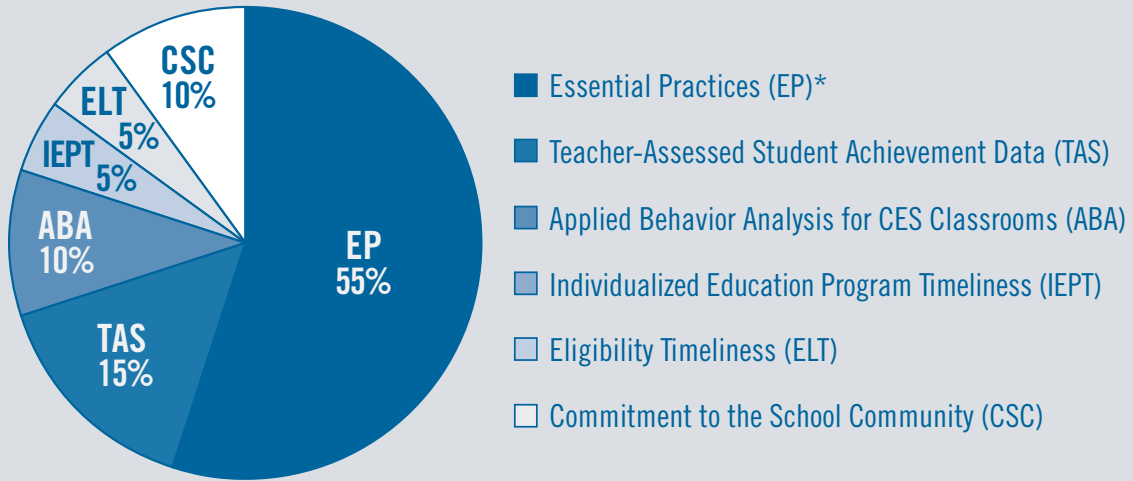 CSC
10%
ELT
5%
IEPT
5%
ABA
10%
TAS
15%
EP
55%
Essential Practices (EP)*
Teacher-Assessed Student Achievement Data (TAS)
Applied Behavior Analysis for CES Classrooms (ABA)
Individualized Education Program Timeliness (IEPT)
Eligibility Timeliness (ELT)
Commitment to the School Community (CSC)